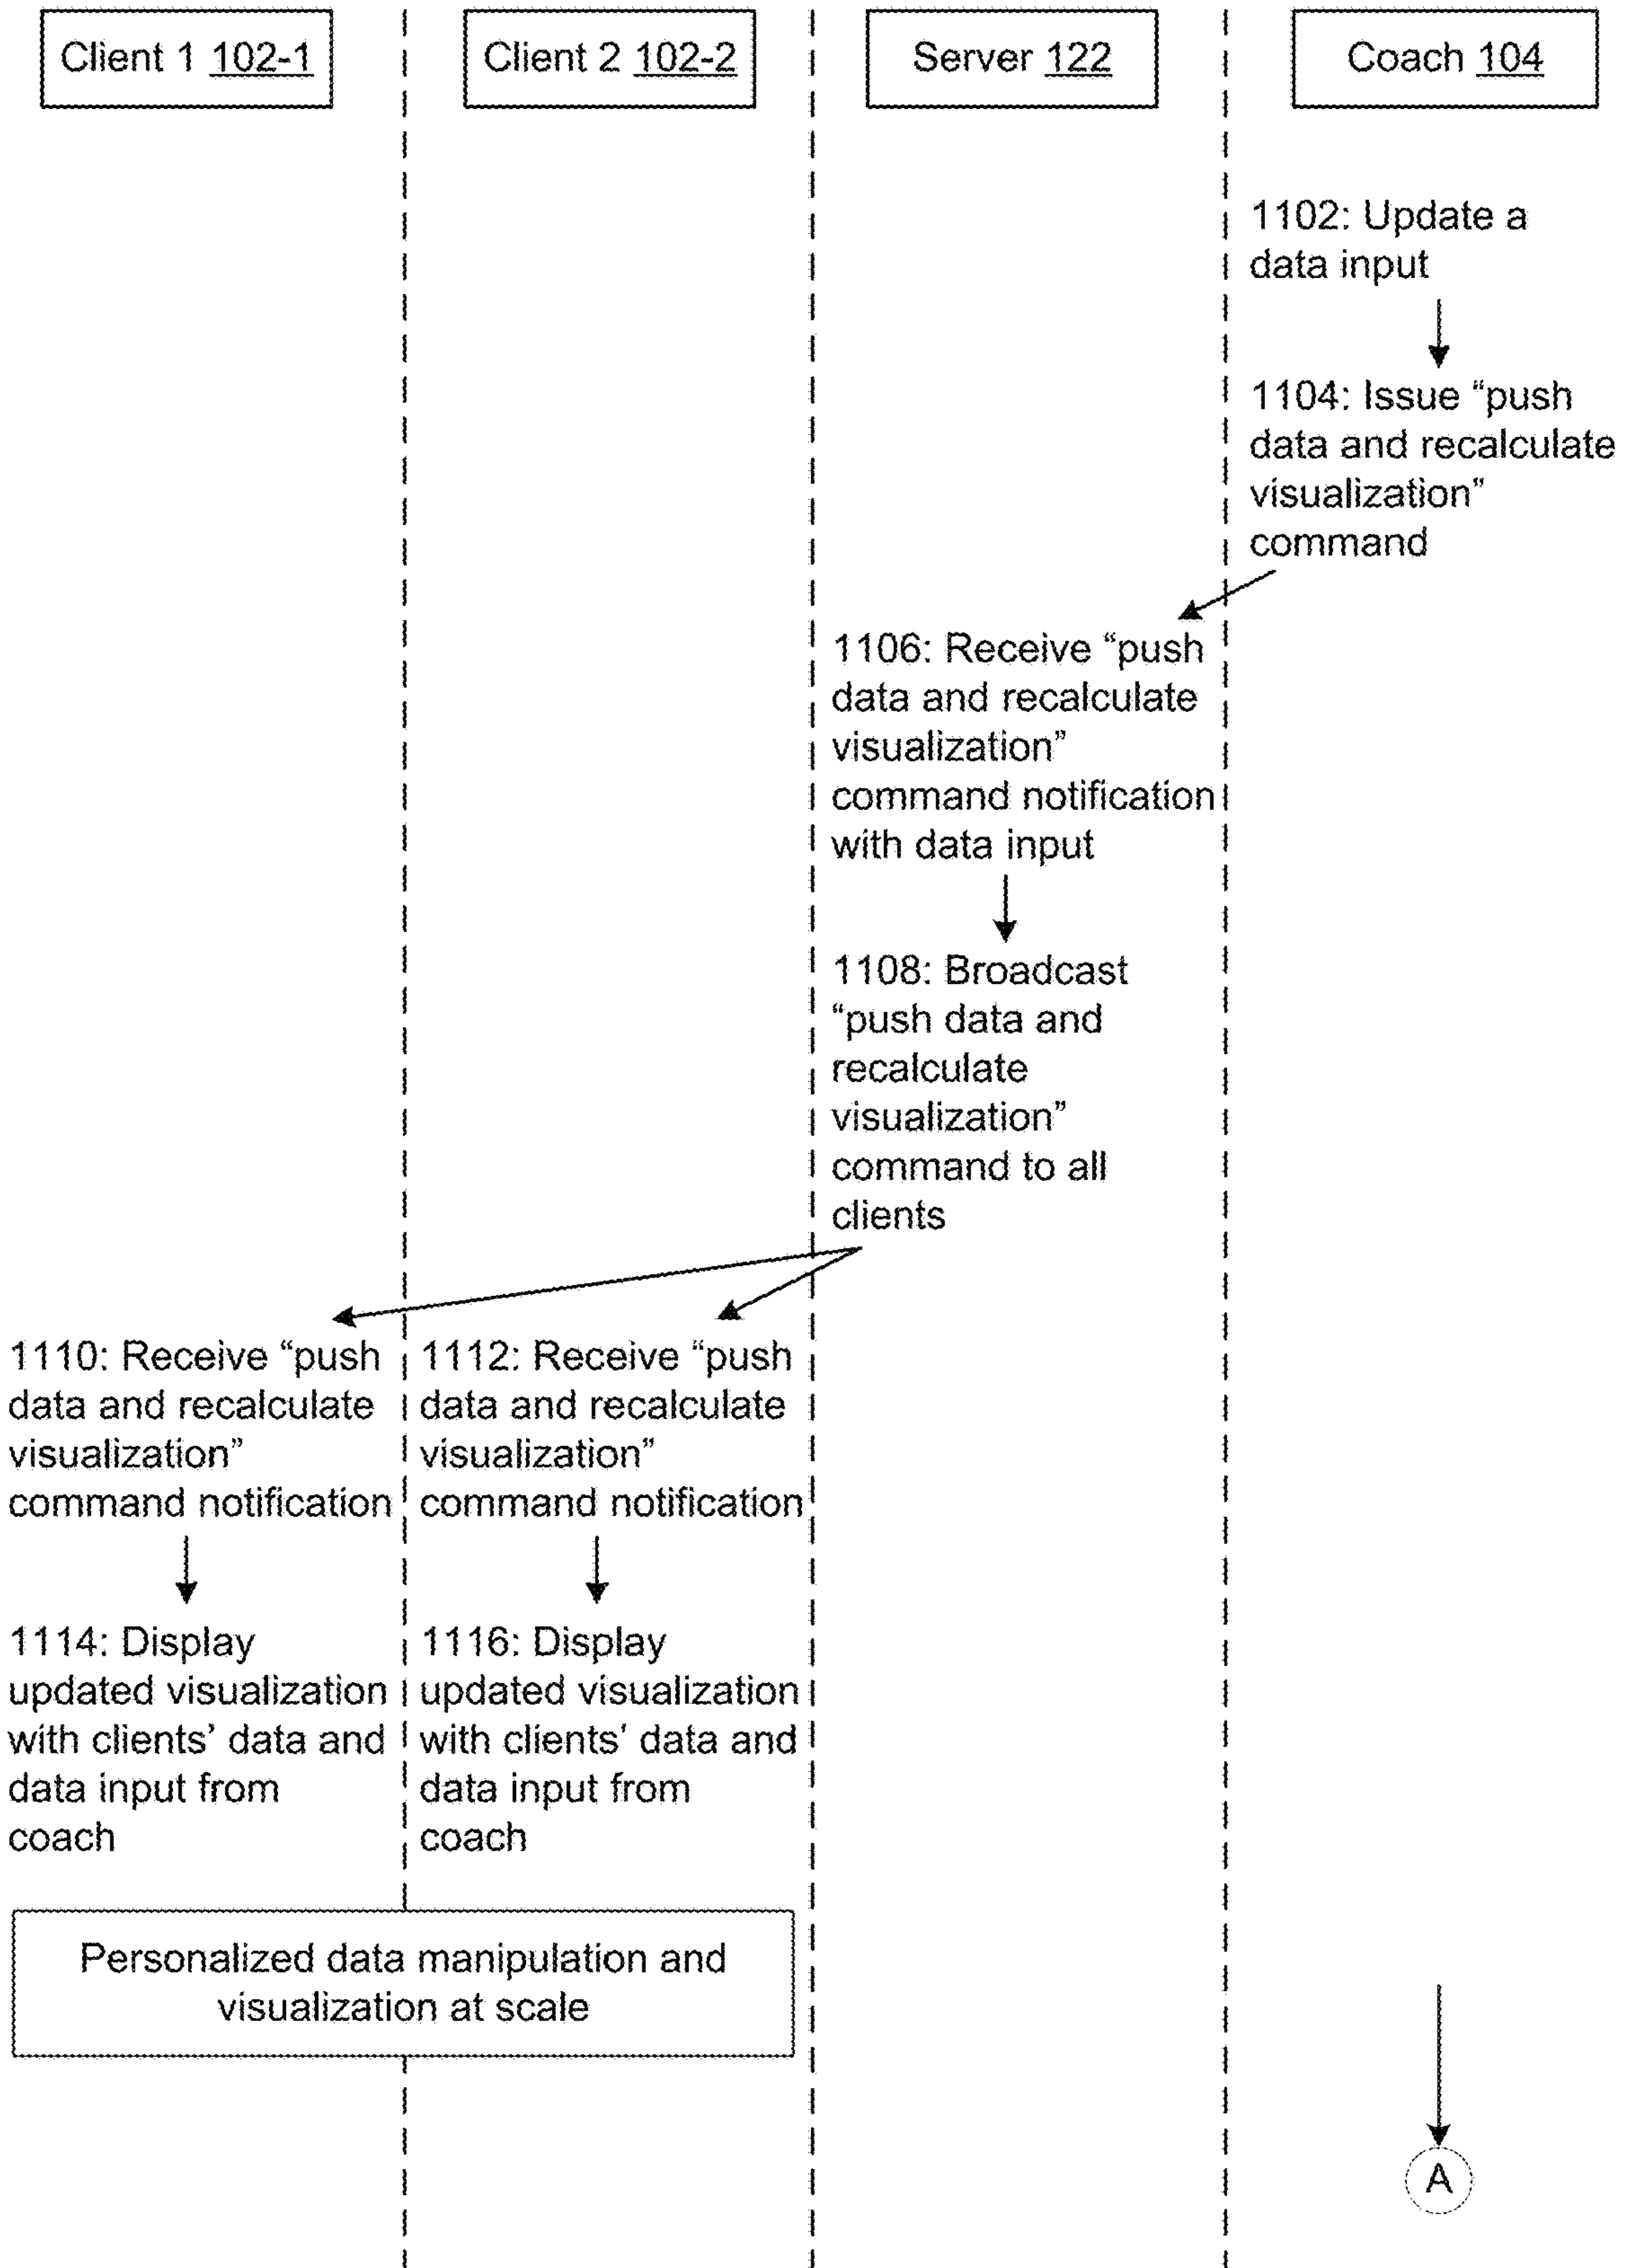 Client 1 102-1
Client 2 102-2
Server 122
Coach 104
1102: Update a
data input
1104: Issue “push
data and recalculate
visualization”
command
1106: Receive “push
data and recalculate
visualization”
command notification
with data input
1108: Broadcast
“push data and
recalculate
visualization”
command to all
clients
1110: Receive “push
data and recalculate
visualization”
command notification
1112: Receive “push
data and recalculate
visualization”
command notification
1114: Display
updated visualization
with clients’ data and
data input from
coach
1116: Display
updated visualization
with clients’ data and
data input from
coach
Personalized data manipulation and
visualization at scale
A